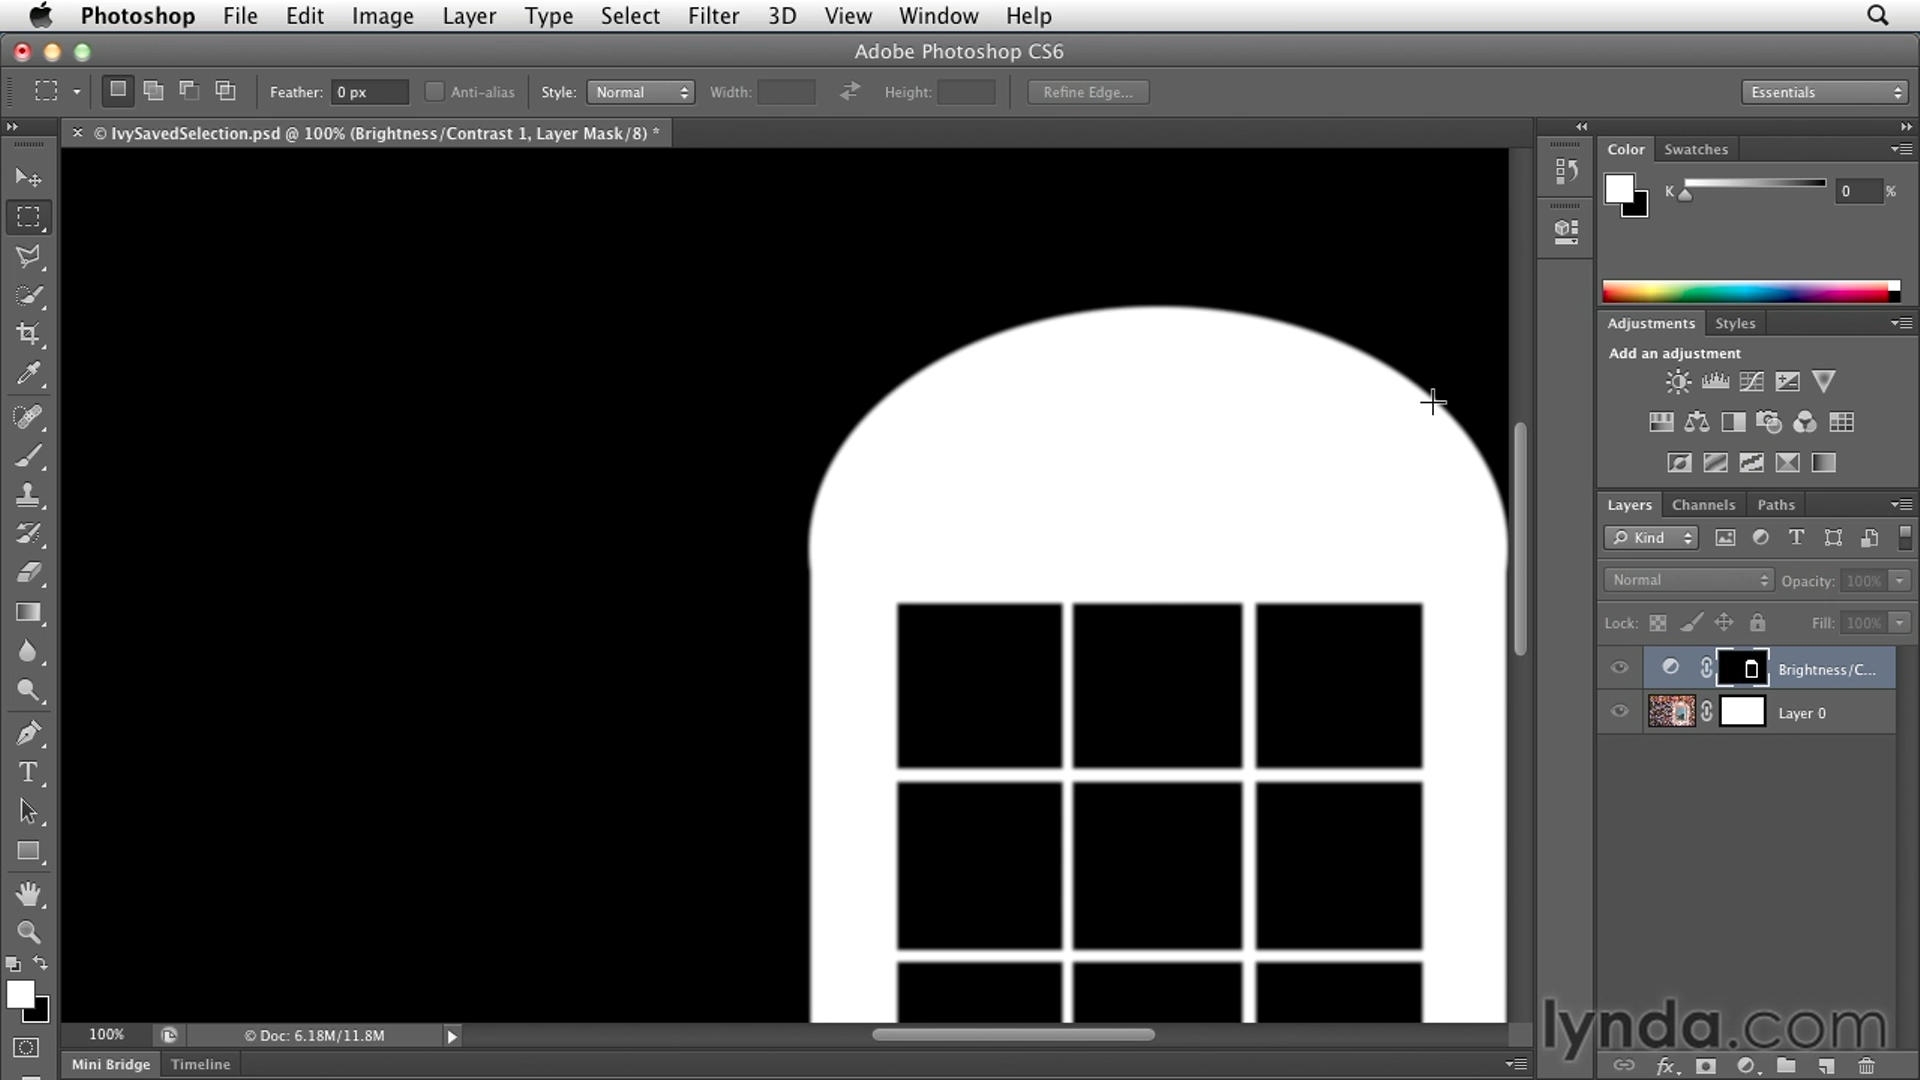 Photoshop File Edit Image Layer Type Select Filter 3D View Window Help
Adobe Photoshop CS6
Feather: 0 px Anti-alias Style: Normal Width: Height: Refine Edge... Essentials
× © IvySavedSelection.psd @ 100% (Brightness/Contrast 1, Layer Mask/8) *
Color Swatches
K 0 %
Adjustments Styles
Add an adjustment
Layers Channels Paths
Kind T
Normal Opacity: 100%
Lock: Fill: 100%
Brightness/C...
Layer 0
T
lynda.com
100% © Doc: 6.18M/11.8M
Mini Bridge Timeline
fx